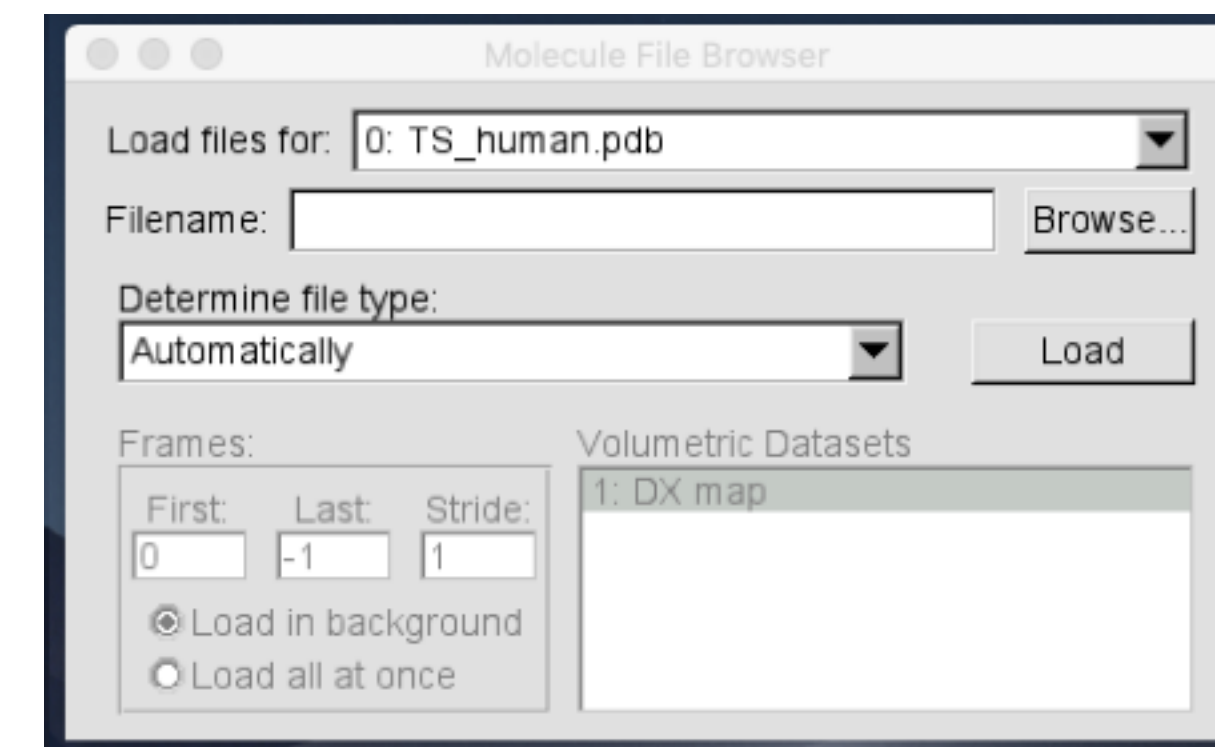 Molecule File Browser
Load files for: 0: TS_human.pdb
Filename: Browse...
Determine file type:
Automatically Load
Frames: Volumetric Datasets
First: Last: Stride: 1: DX map
0 -1 1
Load in background
Load all at once